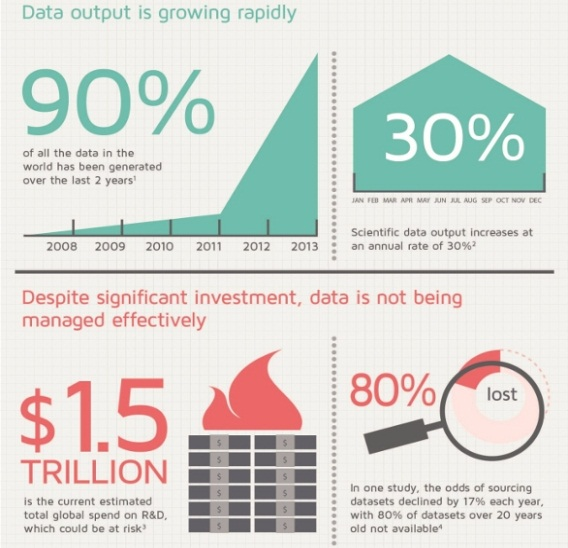 Data output is growing rapidly
90%
of all the data in the
world has been generated
over the last 2 years¹
2008 2009 2010 2011 2012 2013
30%
JAN FEB MAR APR MAY JUN JUL AUG SEP OCT NOV DEC
Scientific data output increases at
an annual rate of 30%²
Despite significant investment, data is not being
managed effectively
$1.5
TRILLION
is the current estimated
total global spend on R&D,
which could be at risk³
$ $
$ $
$ $
$ $
$ $
$ $
80%
lost
In one study, the odds of sourcing
datasets declined by 17% each year,
with 80% of datasets over 20 years
old not available⁴